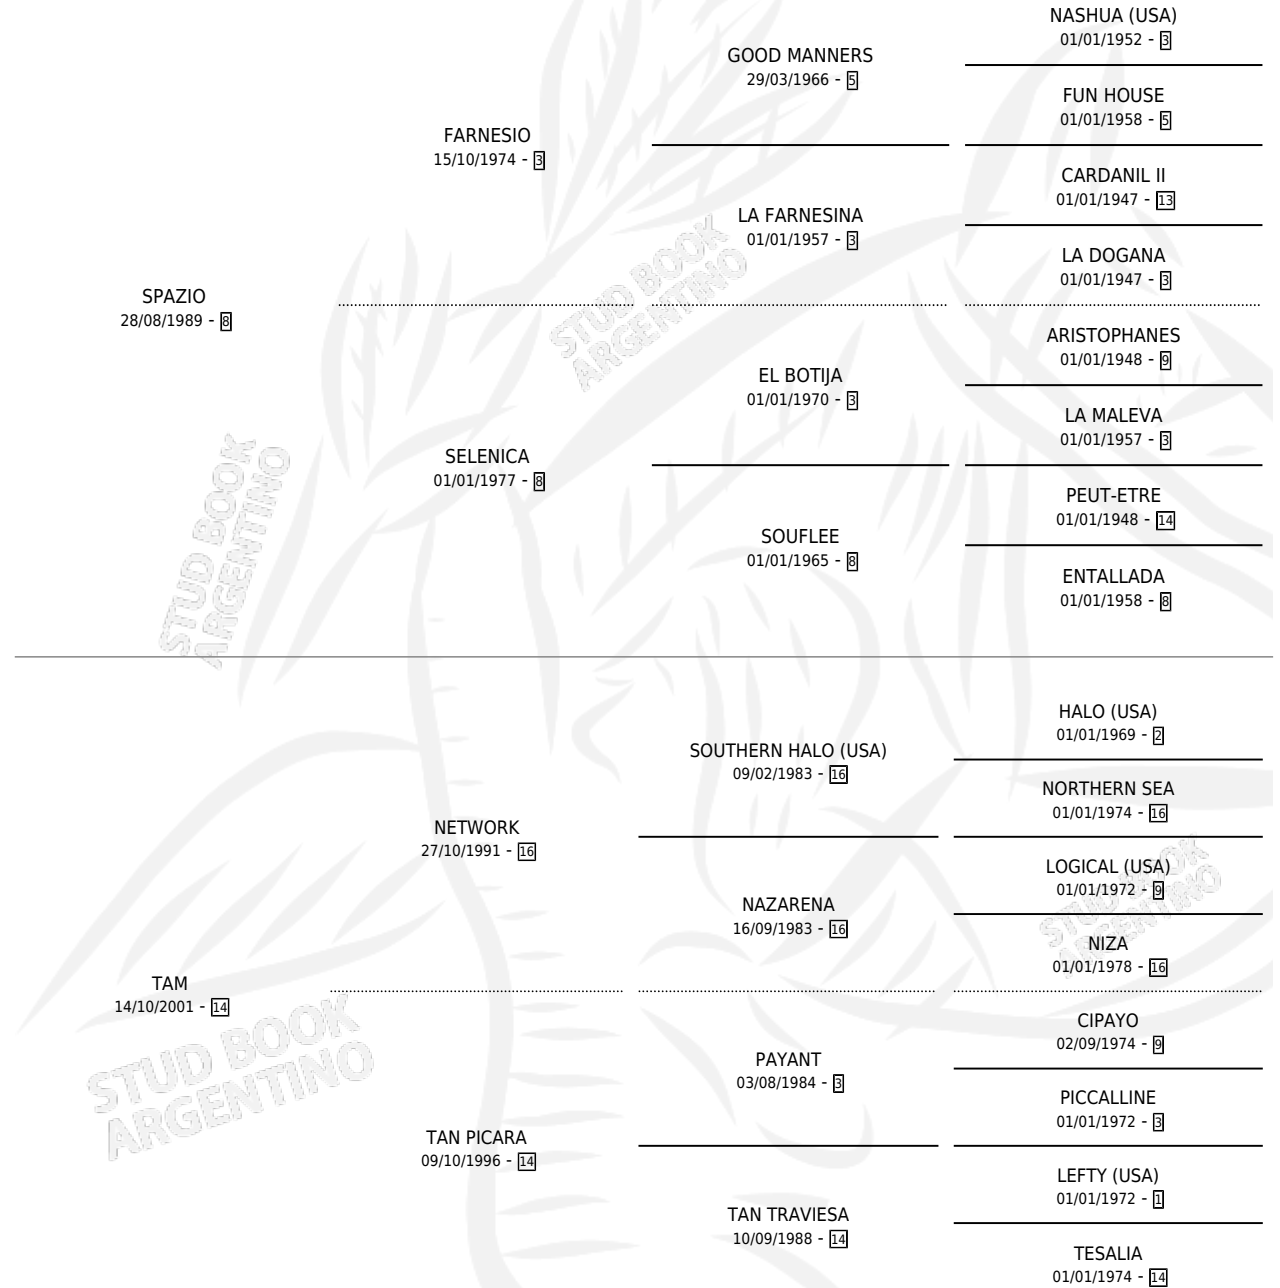 NASHUA (USA)
01/01/1952 - 3
GOOD MANNERS
29/03/1966 - 5
FUN HOUSE
01/01/1958 - 5
FARNESIO
15/10/1974 - 3
CARDANIL II
01/01/1947 - 13
LA FARNESINA
01/01/1957 - 3
LA DOGANA
01/01/1947 - 3
SPAZIO
28/08/1989 - 8
ARISTOPHANES
01/01/1948 - 9
EL BOTIJA
01/01/1970 - 3
LA MALEVA
01/01/1957 - 3
SELENICA
01/01/1977 - 8
PEUT-ETRE
01/01/1948 - 14
SOUFLEE
01/01/1965 - 8
ENTALLADA
01/01/1958 - 8
HALO (USA)
01/01/1969 - 2
SOUTHERN HALO (USA)
09/02/1983 - 16
NORTHERN SEA
01/01/1974 - 16
NETWORK
27/10/1991 - 16
LOGICAL (USA)
01/01/1972 - 9
NAZARENA
16/09/1983 - 16
NIZA
01/01/1978 - 16
TAM
14/10/2001 - 14
CIPAYO
02/09/1974 - 9
PAYANT
03/08/1984 - 3
PICCALLINE
01/01/1972 - 3
TAN PICARA
09/10/1996 - 14
LEFTY (USA)
01/01/1972 - 1
TAN TRAVIESA
10/09/1988 - 14
TESALIA
01/01/1974 - 14
STUD BOOK
ARGENTINO
STUD BOOK
ARGENTINO
STUD BOOK
ARGENTINO
STUD BOOK
ARGENTINO